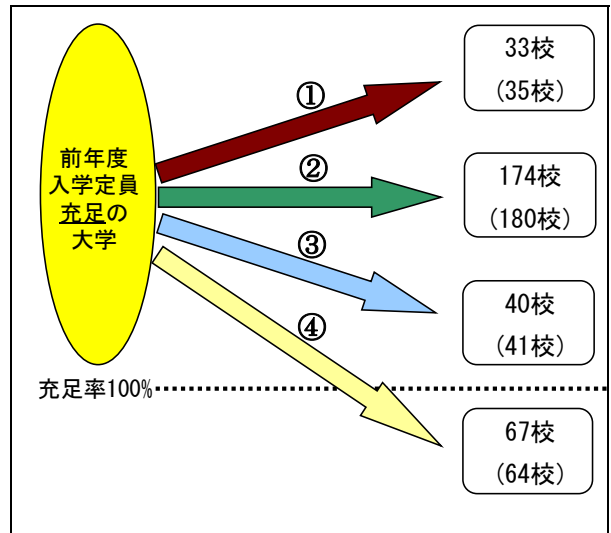 前年度
入学定員
充足の
大学
①
33校
(35校)
②
174校
(180校)
③
40校
(41校)
④
67校
(64校)
充足率100%